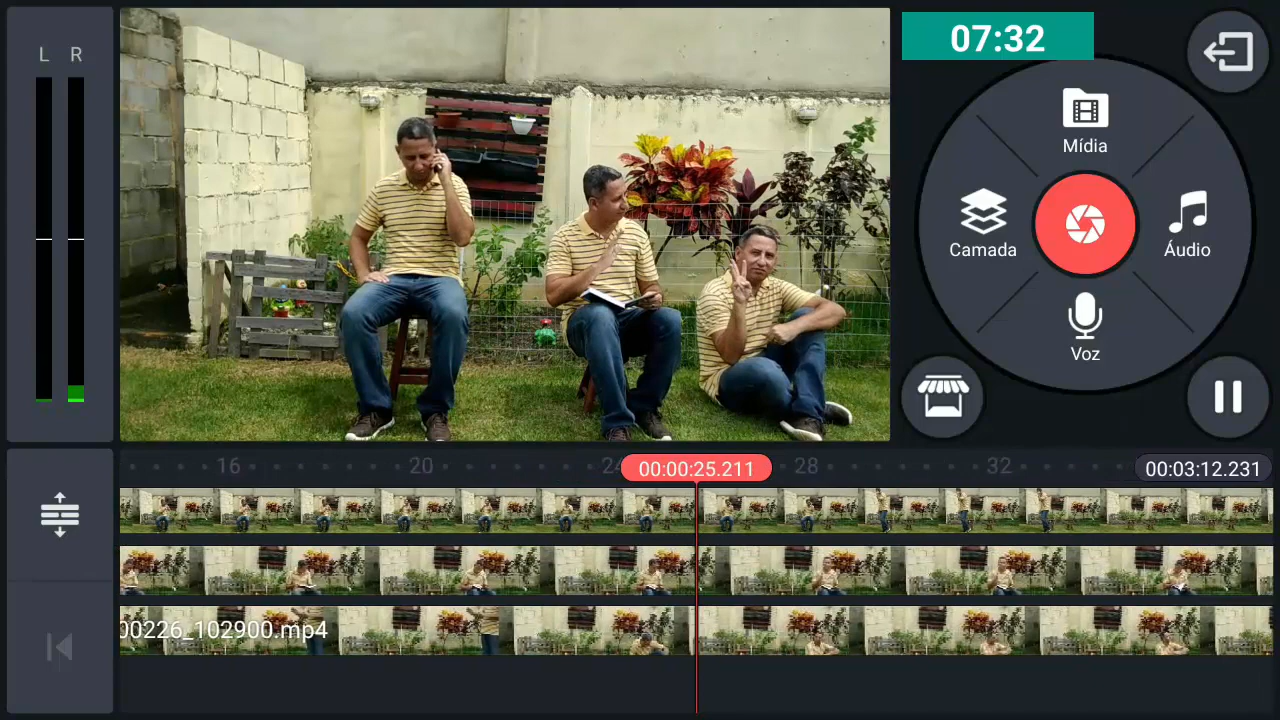 L R
07:32
Mídia
Camada
Áudio
Voz
16 20 24 28 32
00:00:25.211
00:03:12.231
00226_102900.mp4